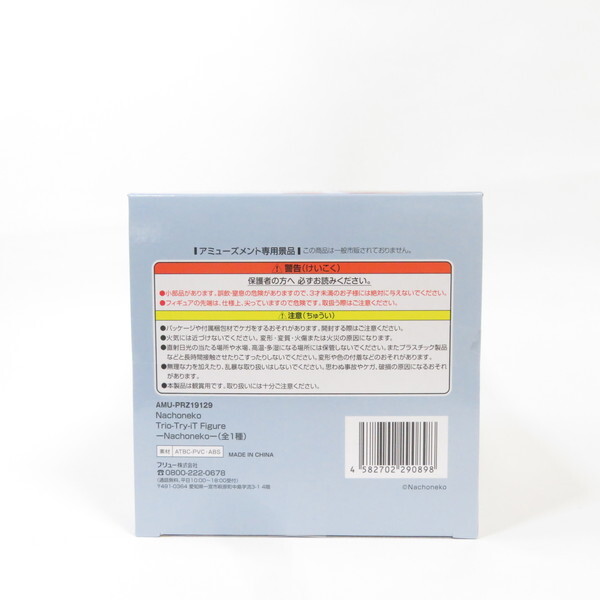 アミューズメント専用景品 この商品は一般市販されておりません。
⚠警告(けいこく)
保護者の方へ 必ずお読みください。
●小部品があります。誤飲・窒息の危険がありますので、3才未満のお子様には絶対に与えないでください。
●フィギュアの先端は、仕様上、尖っていますので危険です。取扱う際はご注意ください。
⚠注意(ちゅうい)
●パッケージや付属梱包材でケガをするおそれがあります。開封する際はご注意ください。
●火気には近づけないでください。変形・変質・火傷または火災の原因になります。
●直射日光の当たる場所や水場、高温・多湿になる場所には保管しないでください。またプラスチック製品
などと長時間接触させたりこすったりしないでください。変形や色の付着などのおそれがあります。
●無理な力を加えたり、乱暴な取り扱いはしないでください。思わぬ事故やケガ、破損の原因になるおそれ
があります。
●本製品は観賞用です。取り扱いには十分ご注意ください。
AMU-PRZ19129
Nachoneko
Trio-Try-iT Figure
ーNachonekoー(全1種)
素材 ATBC-PVC・ABS MADE IN CHINA
フリュー株式会社
☎0800-222-0678
(通話無料、平日10:00~18:00受付)
4 582702 290898
©Nachoneko